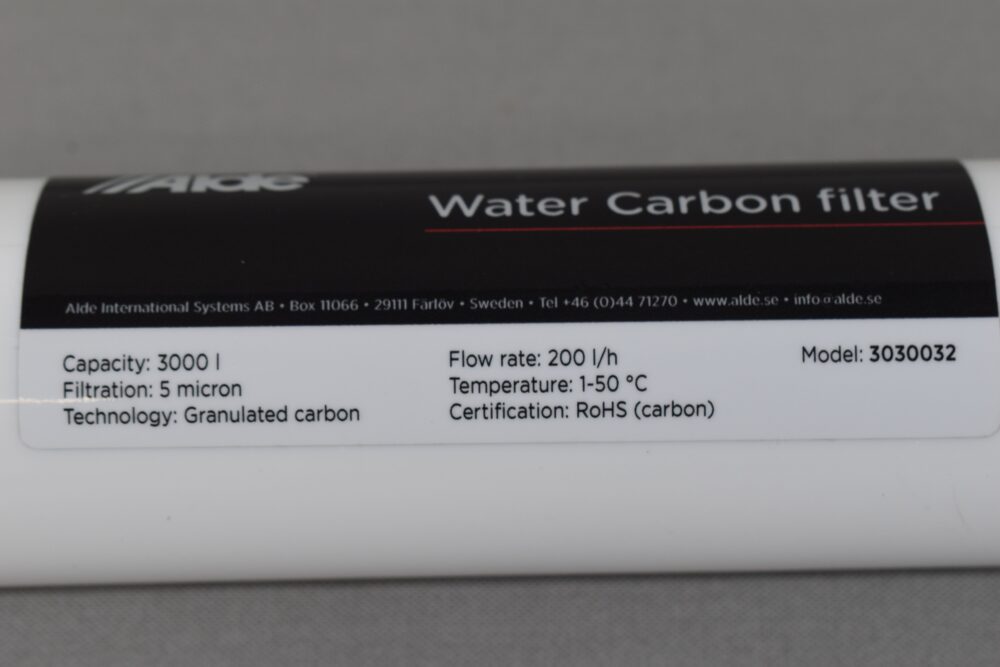 Alde
Water Carbon filter
Alde International Systems AB • Box 11066 • 29111 Färlöv • Sweden • Tel +46 (0)44 71270 • www.alde.se • info@alde.se
Capacity: 3000 l
Filtration: 5 micron
Technology: Granulated carbon
Flow rate: 200 l/h
Temperature: 1-50 °C
Certification: RoHS (carbon)
Model: 3030032